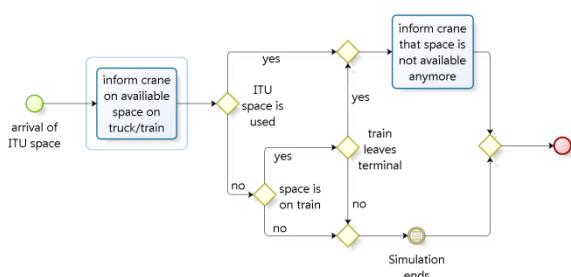 arrival of
ITU space
inform crane
on availiable
space on
truck/train
ITU
space is
used
yes
no
space is
on train
yes
no
train
leaves
terminal
yes
no
inform crane
that space is
not available
anymore
Simulation
ends